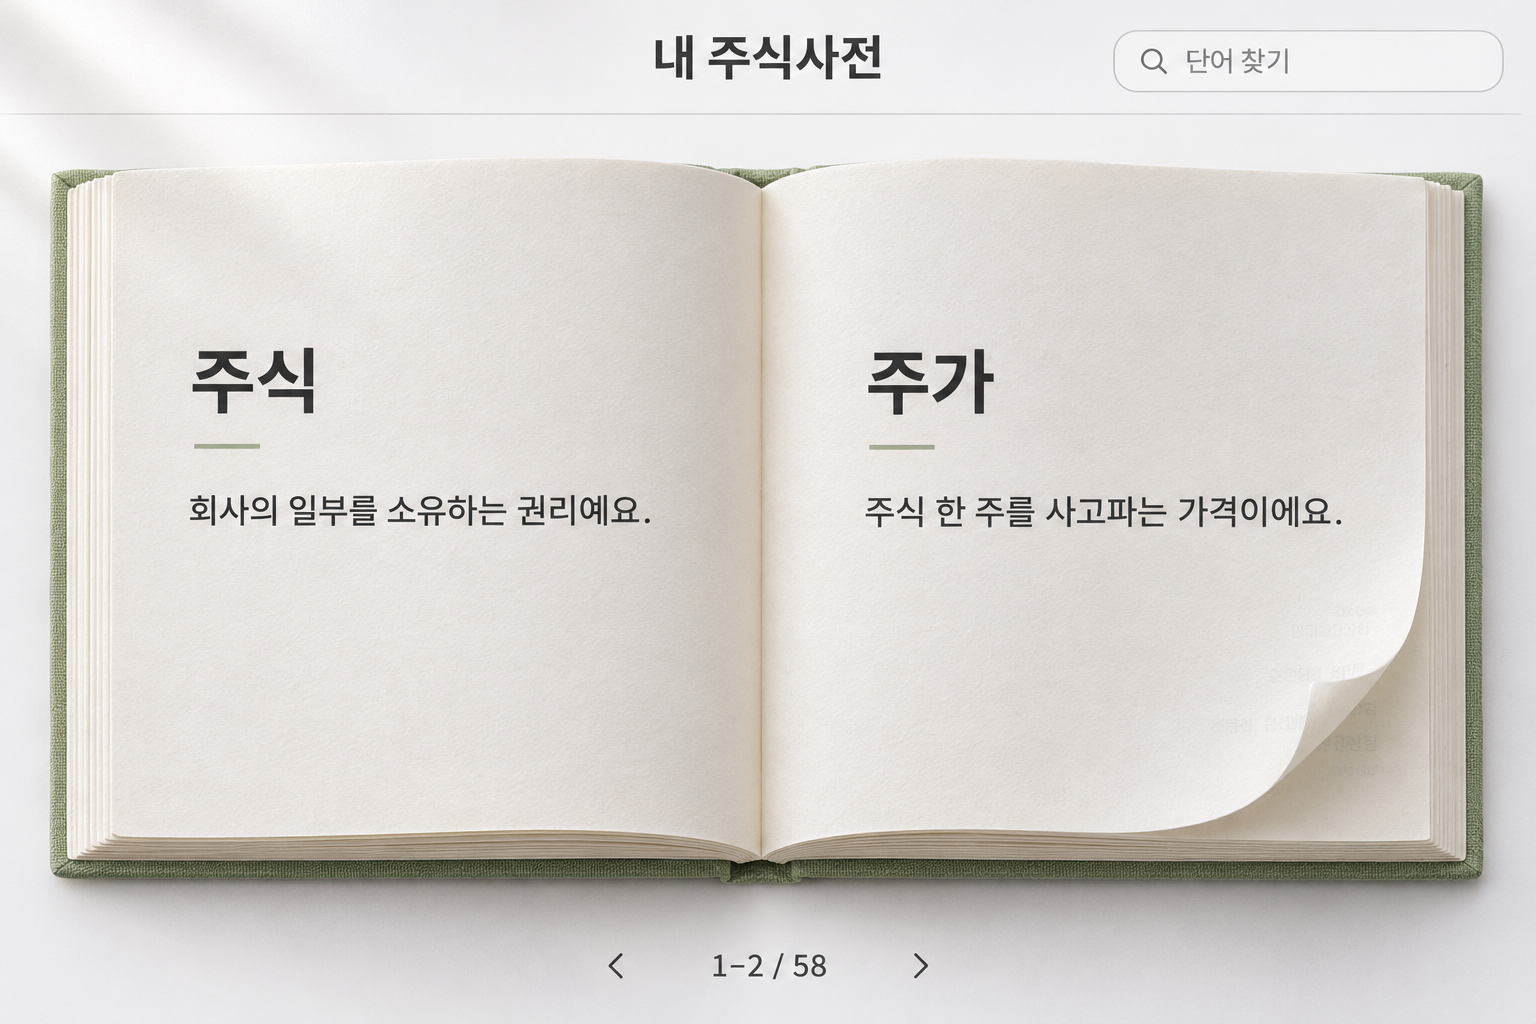 내 주식사전
단어 찾기
주식
회사의 일부를 소유하는 권리예요.
주가
주식 한 주를 사고파는 가격이에요.
1–2 / 58